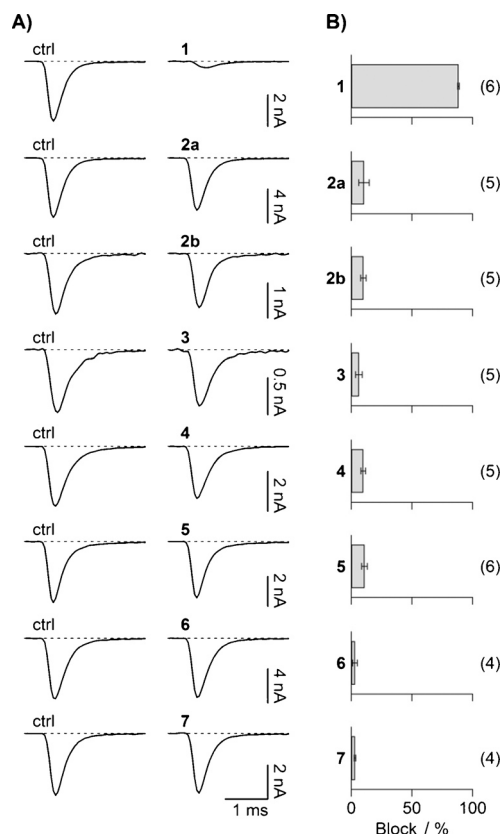 A)
B)
ctrl
1
2 nA
1
(6)
ctrl
2a
4 nA
2a
(5)
ctrl
2b
1 nA
2b
(5)
ctrl
3
0.5 nA
3
(5)
ctrl
4
2 nA
4
(5)
ctrl
5
2 nA
5
(6)
ctrl
6
4 nA
6
(4)
ctrl
7
2 nA
7
(4)
1 ms
0 50 100
Block / %